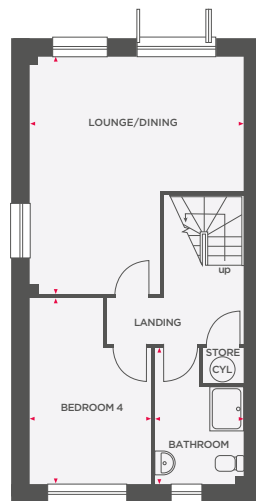 LOUNGE/DINING
up
LANDING
STORE
CYL
BEDROOM 4
BATHROOM